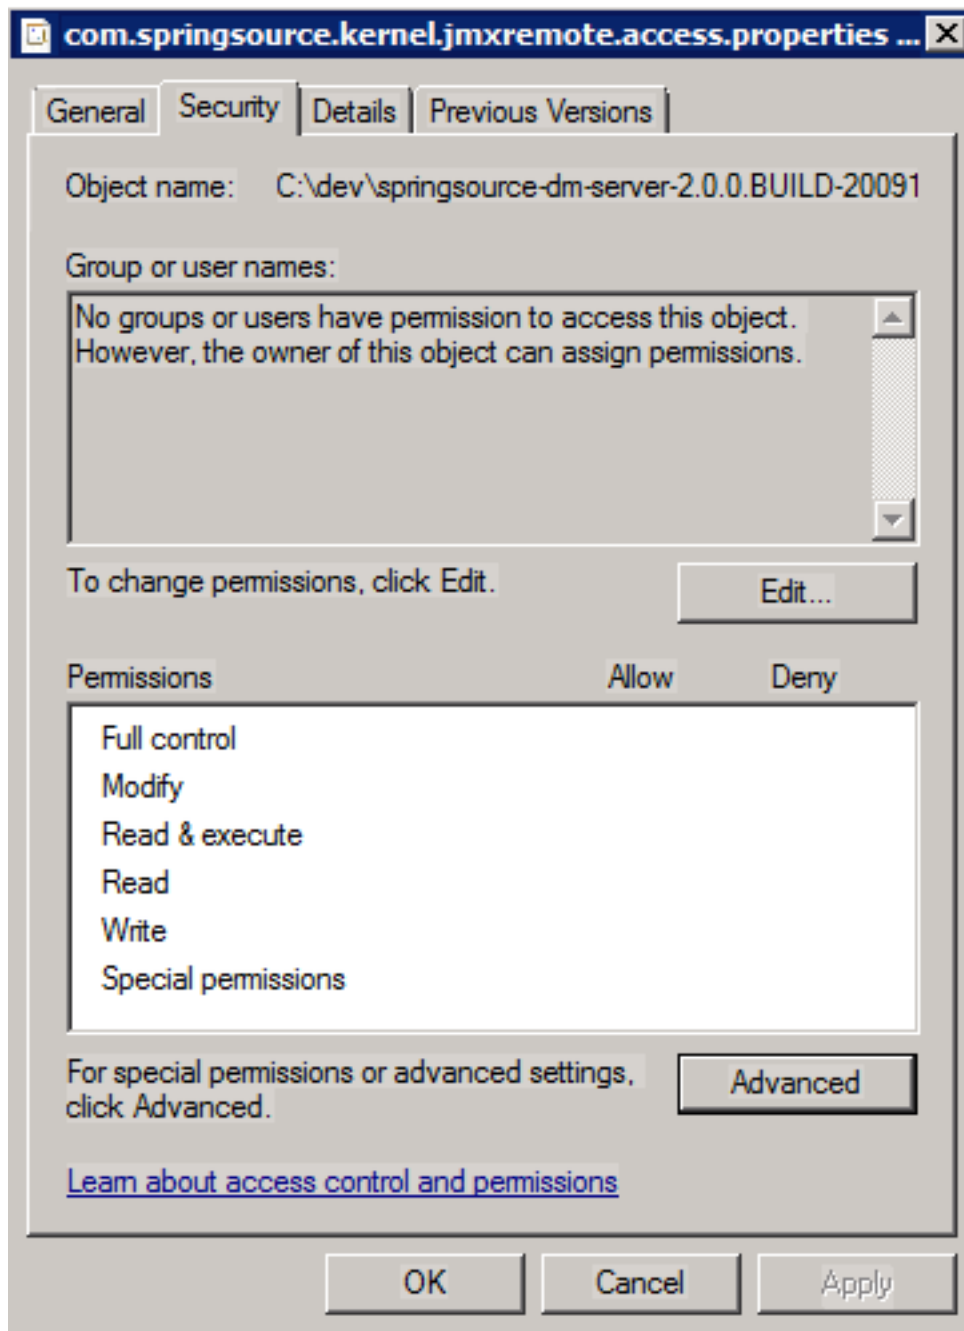 com.springsource.kernel.jmxremote.access.properties ...
General Security Details Previous Versions
Object name: C:\dev\springsource-dm-server-2.0.0.BUILD-20091
Group or user names:
No groups or users have permission to access this object.
However, the owner of this object can assign permissions.
To change permissions, click Edit.
Edit...
Permissions Allow Deny
Full control
Modify
Read & execute
Read
Write
Special permissions
For special permissions or advanced settings,
click Advanced.
Advanced
Learn about access control and permissions
OK Cancel Apply